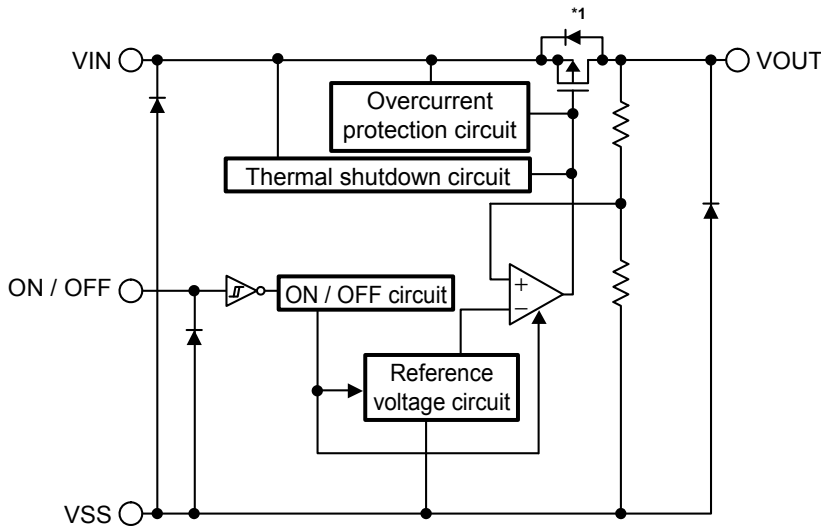 *1
VIN
VOUT
Overcurrent
protection circuit
Thermal shutdown circuit
ON / OFF
ON / OFF circuit
+
−
Reference
voltage circuit
VSS